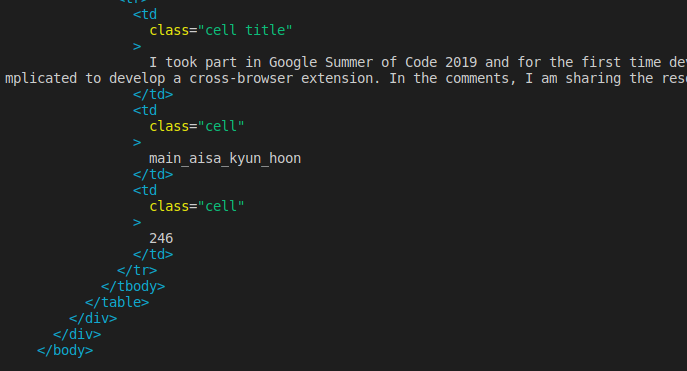 <tr>
<td
class="cell title"
>
I took part in Google Summer of Code 2019 and for the first time dev
mplicated to develop a cross-browser extension. In the comments, I am sharing the reso
</td>
<td
class="cell"
>
main_aisa_kyun_hoon
</td>
<td
class="cell"
>
246
</td>
</tr>
</tbody>
</table>
</div>
</div>
</body>